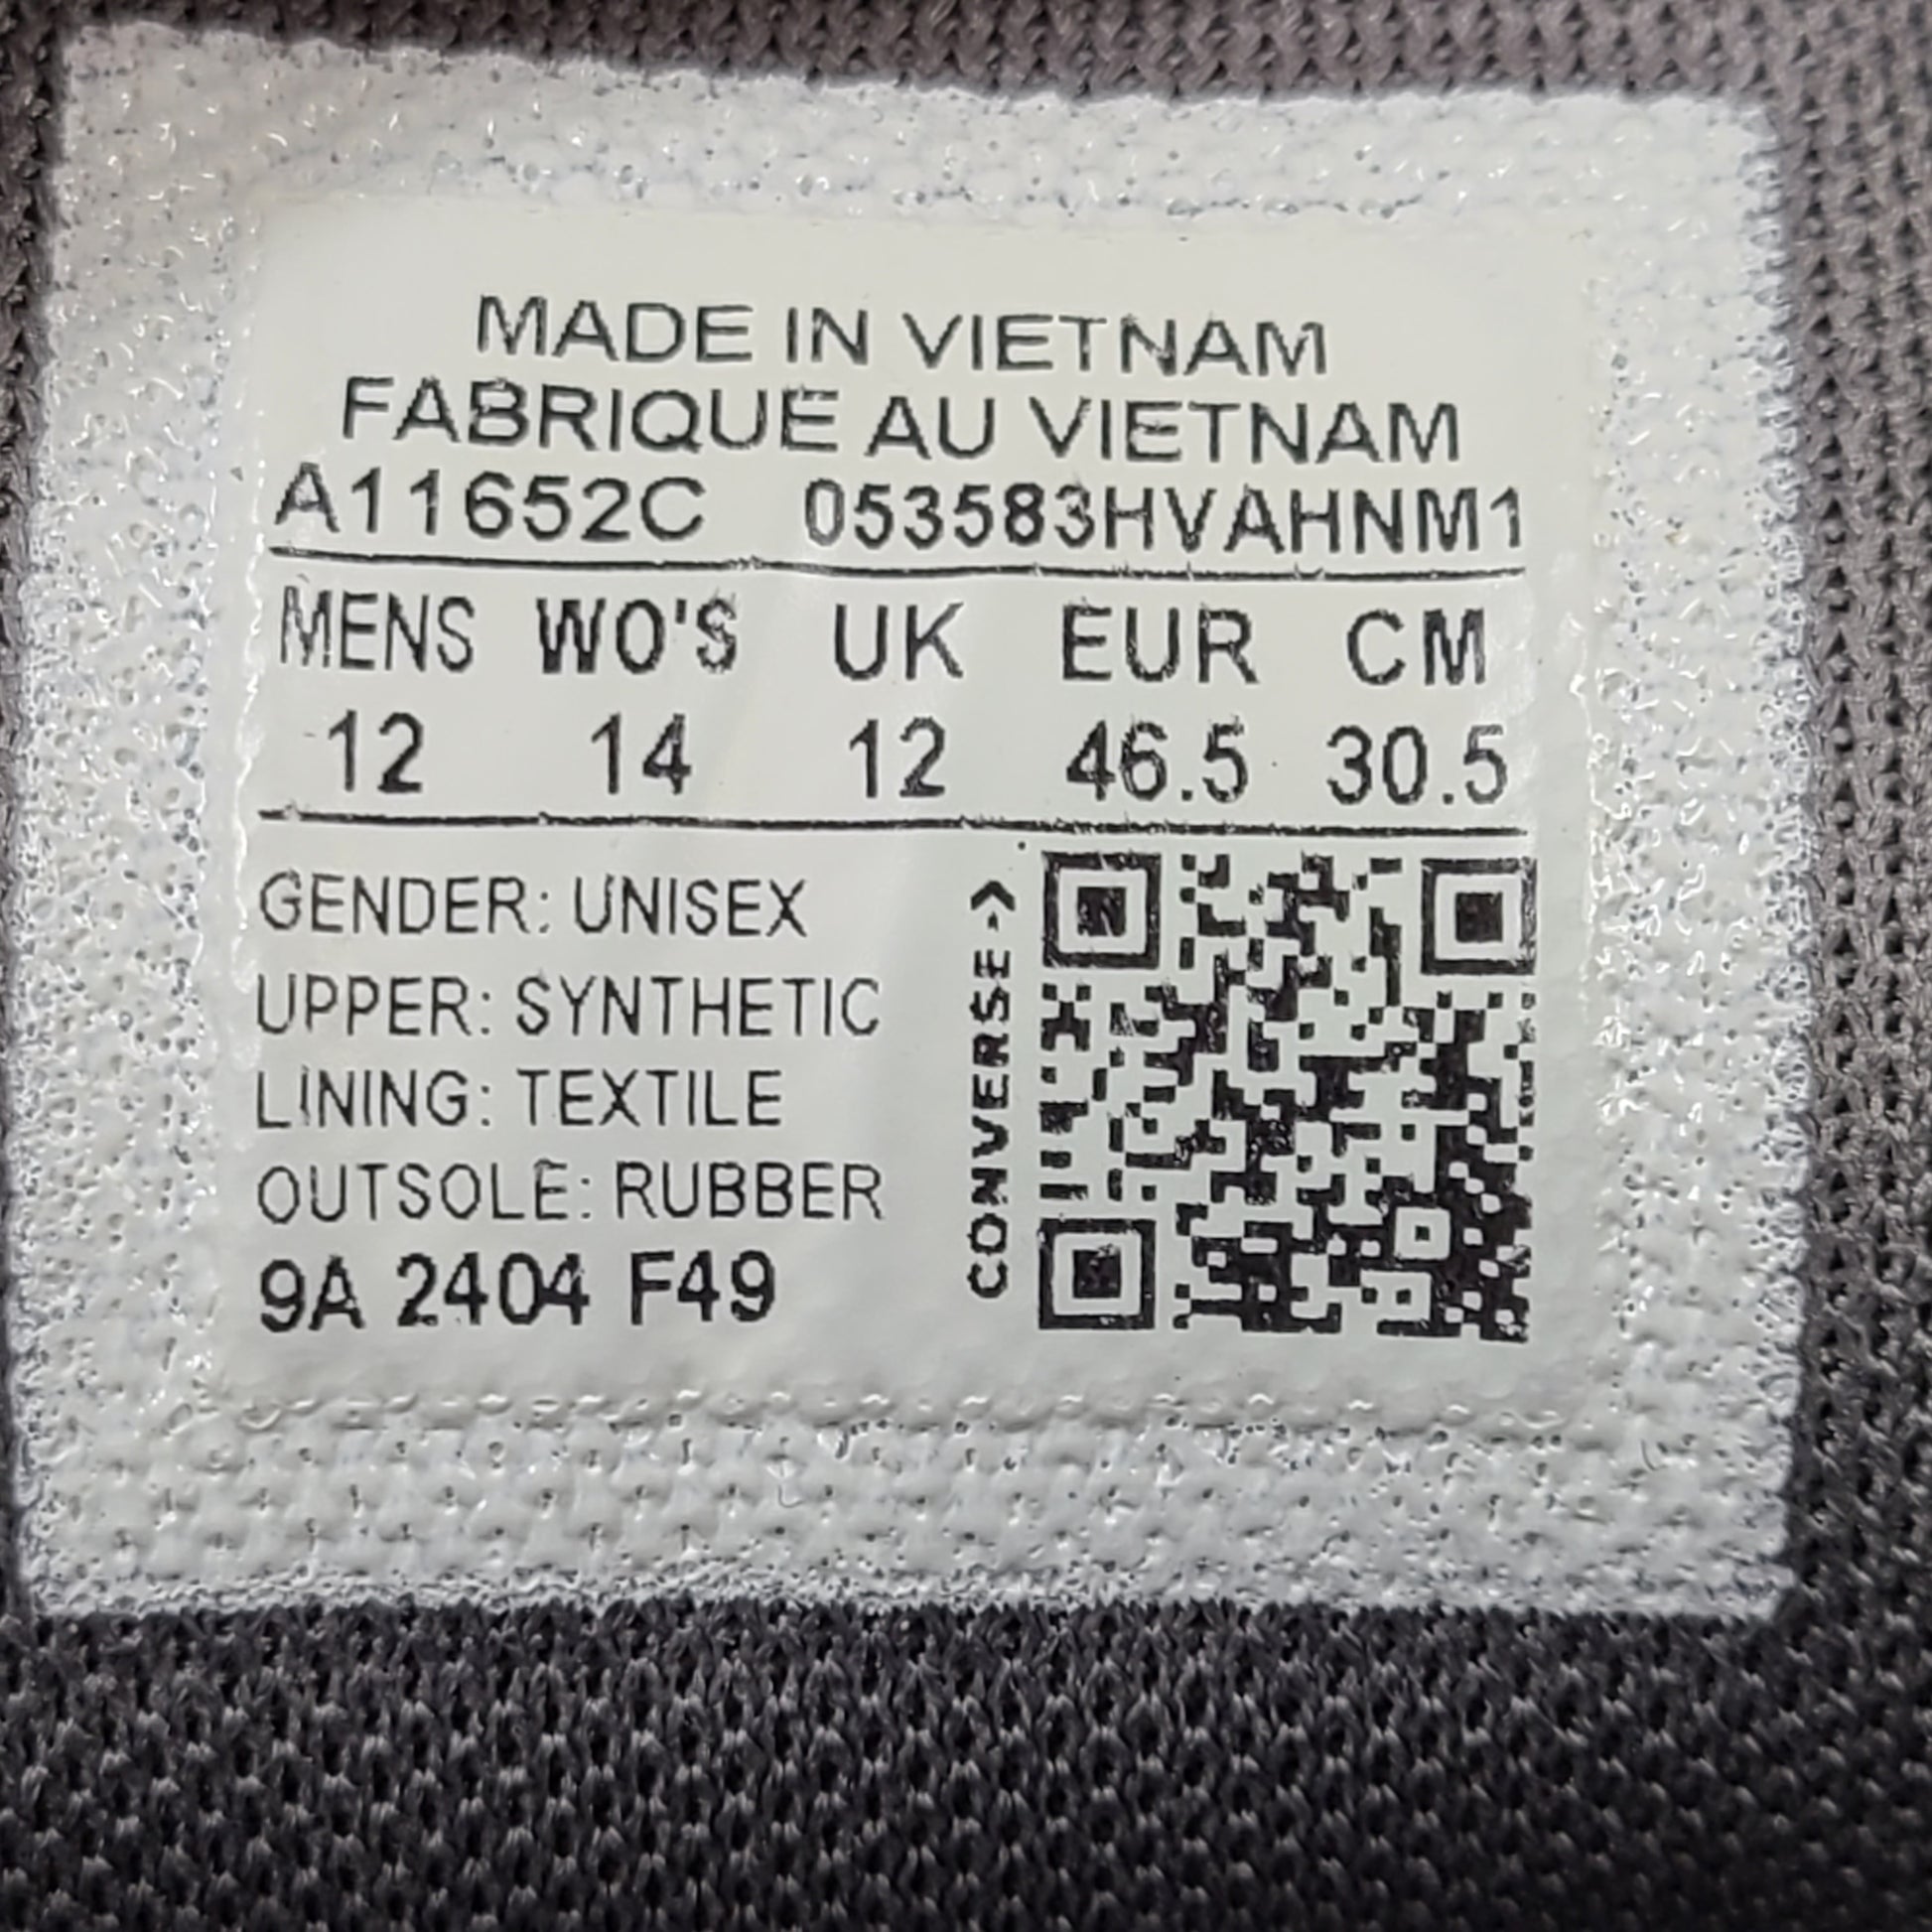 MADE IN VIETNAM
FABRIQUE AU VIETNAM
A11652C 053583HVAHNM1
MENS WO'S UK EUR CM
12 14 12 46.5 30.5
GENDER: UNISEX
UPPER: SYNTHETIC
LINING: TEXTILE
OUTSOLE: RUBBER
9A 2404 F49
CONVERSE->